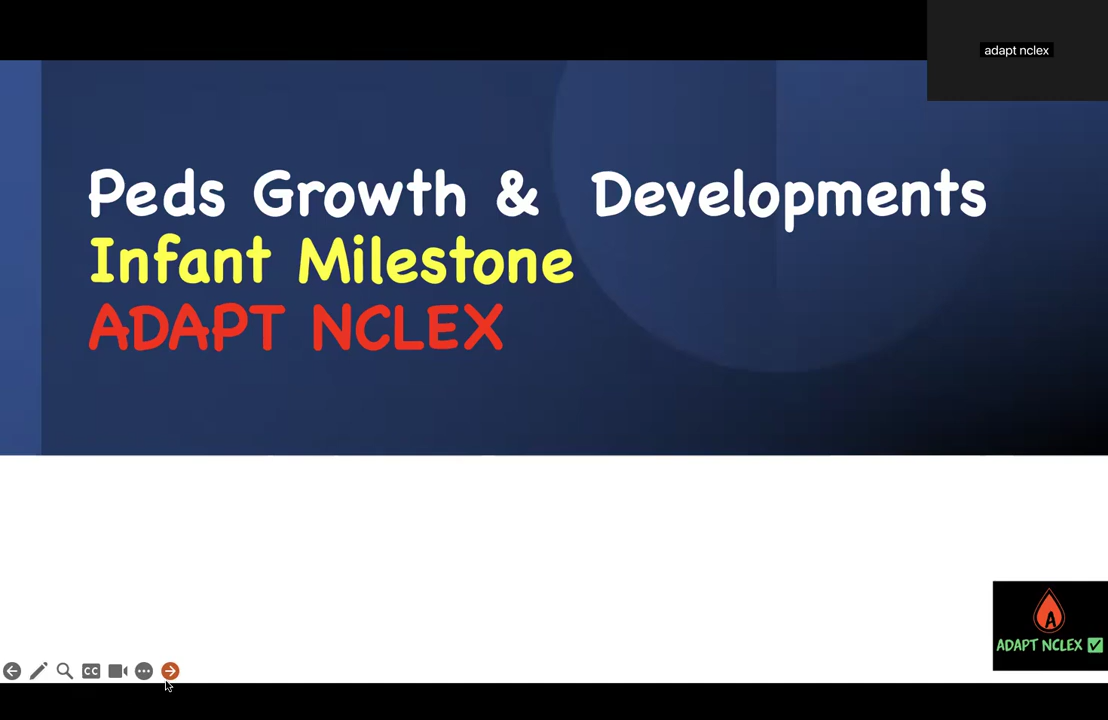 adapt nclex
Peds Growth & Developments
Infant Milestone
ADAPT NCLEX
A
ADAPT NCLEX ✅
CC